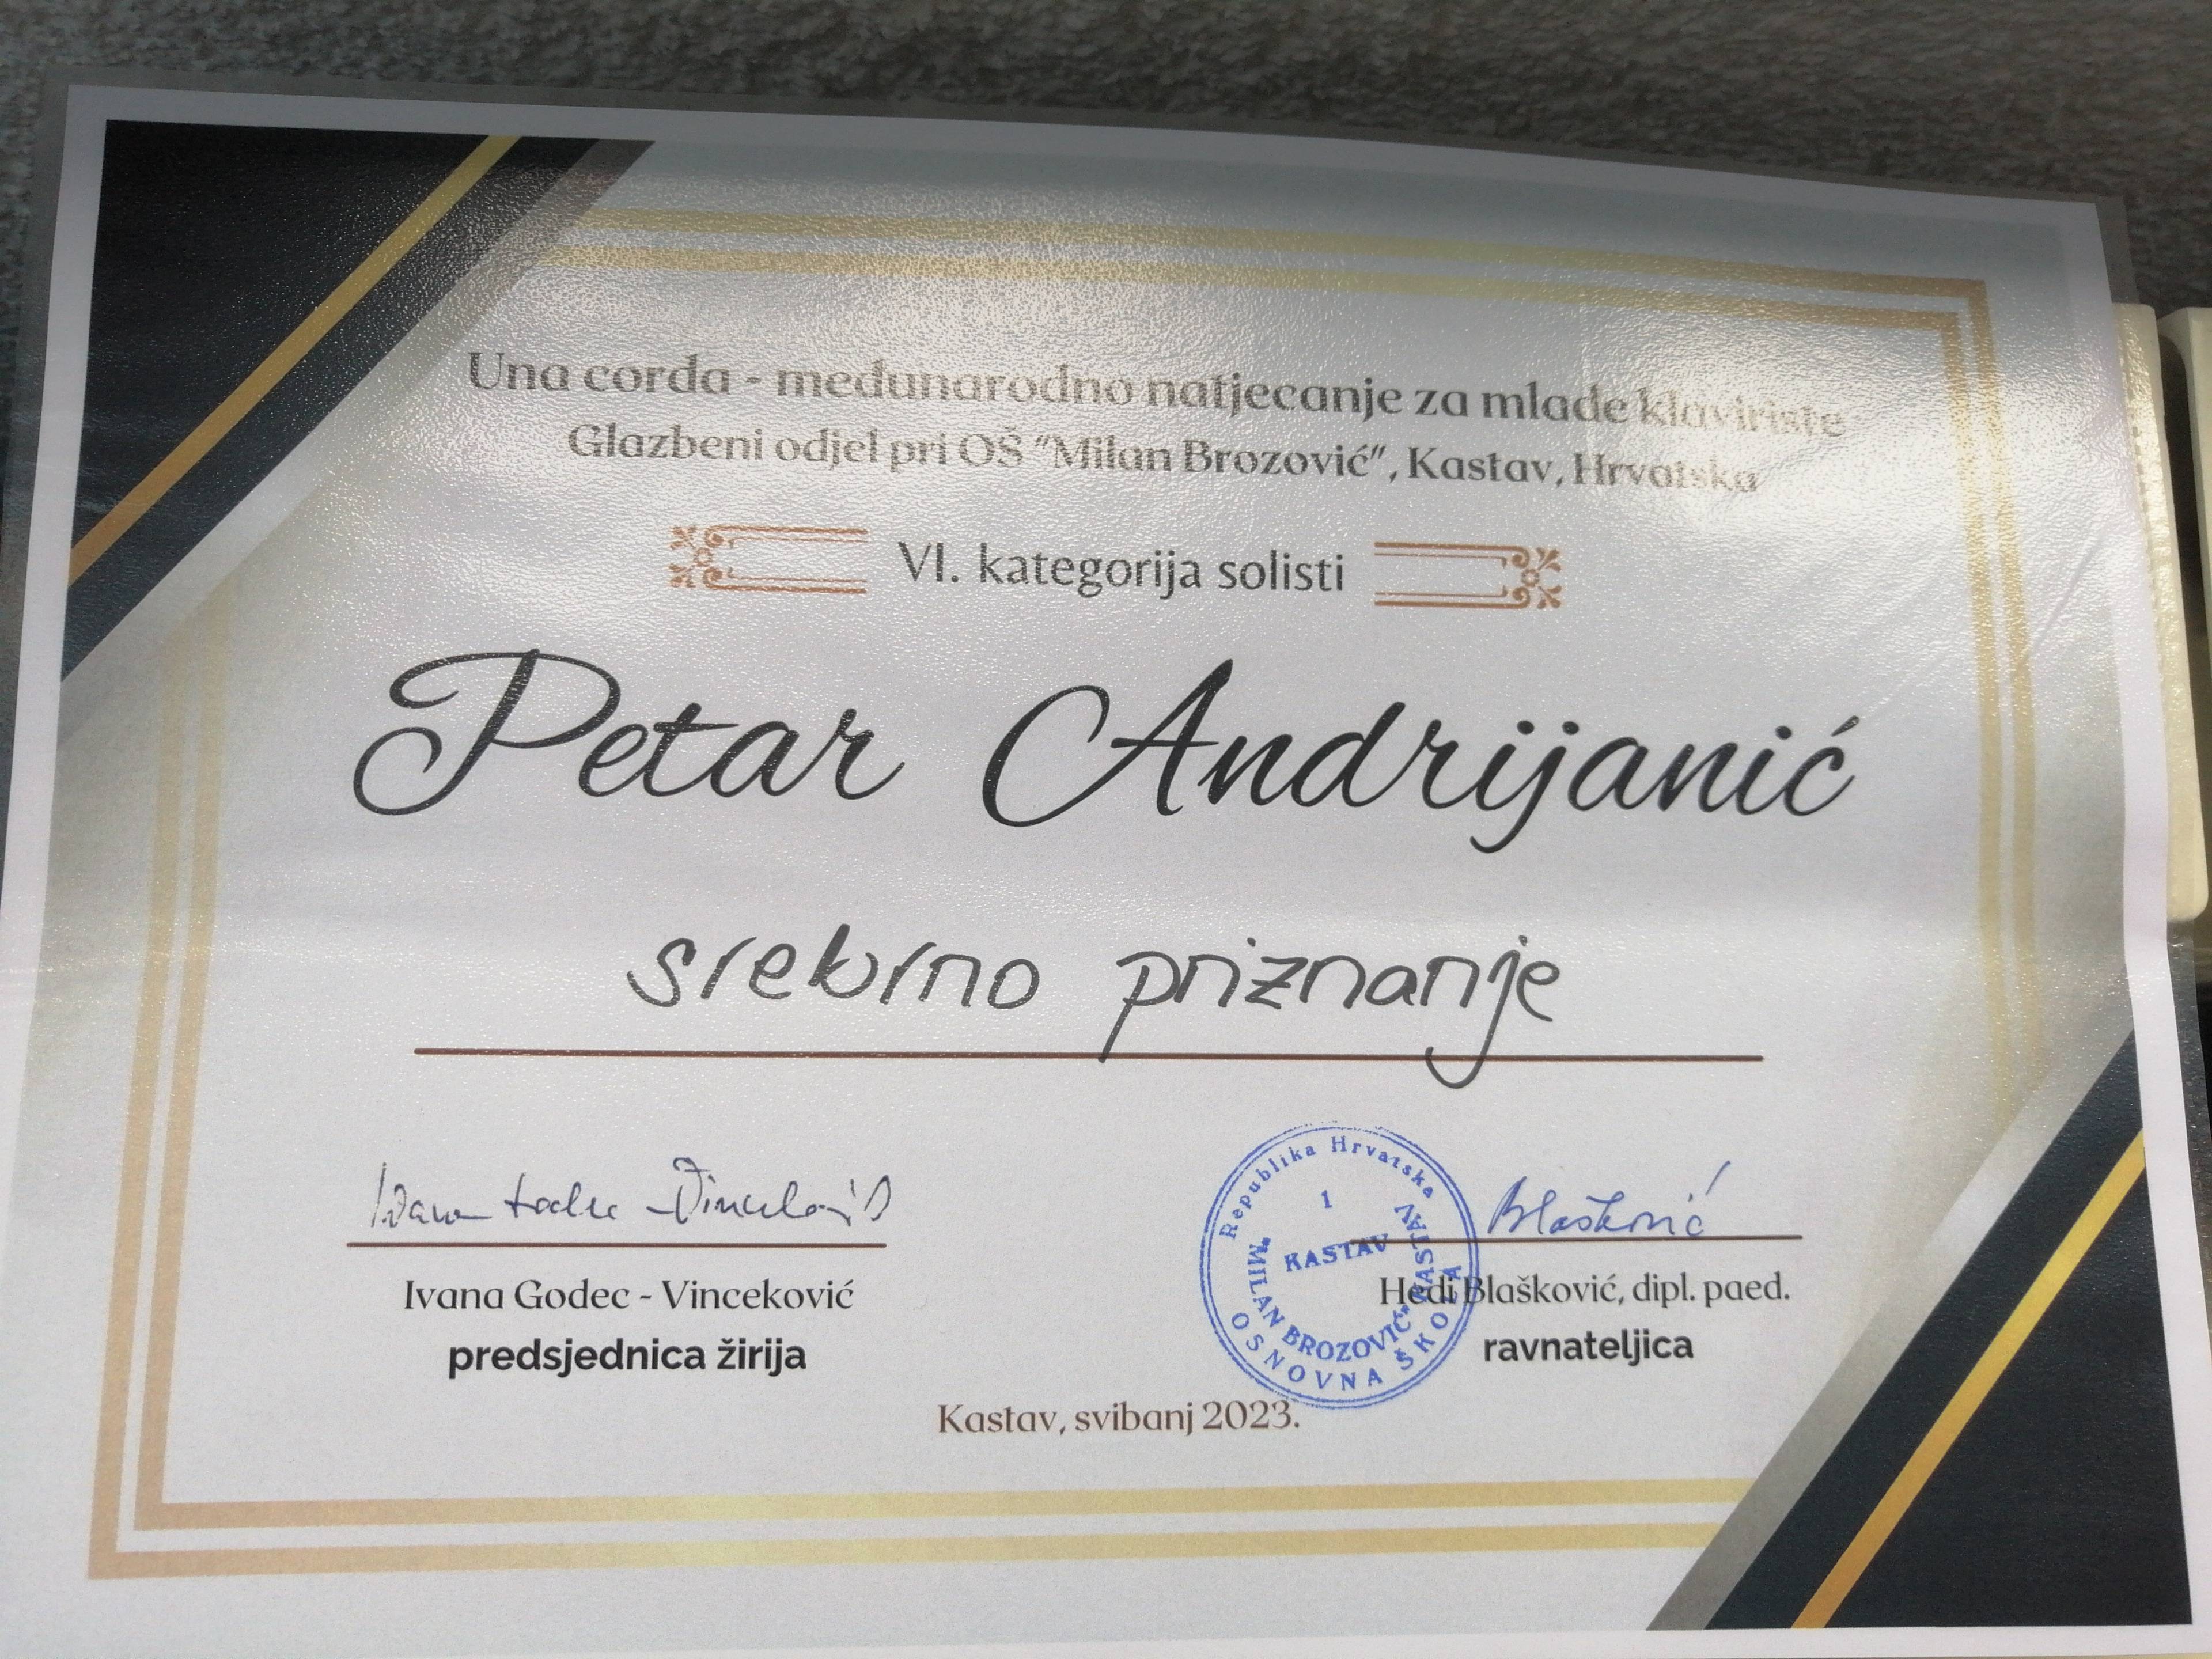 Una corda - međunarodno natjecanje za mlade klaviriste
Glazbeni odjel pri OŠ "Milan Brozović", Kastav, Hrvatska
VI. kategorija solisti
Petar Andrijanić
srebrno priznanje
Blašković
Ivana Godec - Vinceković
predsjednica žirija
Republika Hrvatska
1
KASTAV
"MILAN BROZOVIĆ" KASTAV
OSNOVNA ŠKOLA
Hedi Blašković, dipl. paed.
ravnateljica
Kastav, svibanj 2023.